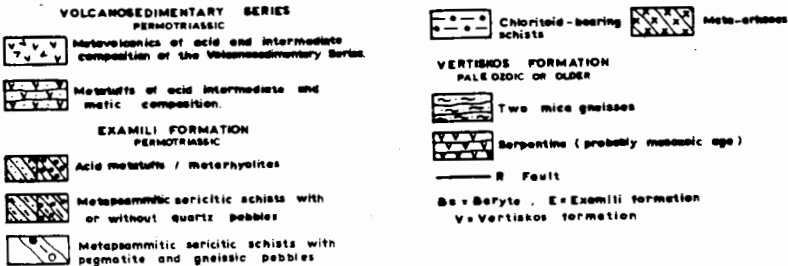 VOLCANOSEDIMENTARY SERIES
PERMOTRIASSIC
Metavolcanics of acid and intermediate
composition of the Volcanosedimentary Series.
Metatuffs of acid intermediate and
matic composition.
EXAMILI FORMATION
PERMOTRIASSIC
Acid metatuffs / metarhyolites
Metapsammitic sericitic schists with
or without quartz pebbles
Metapsammitic sericitic schists with
pegmatite and gneissic pebbles
Chloritoid-bearing
schists
Meta-arkoses
VERTISKOS FORMATION
PALEOZOIC OR OLDER
Two mica gneisses
Serpentine (probably mesozoic age)
R Fault
Ba = Baryte, E = Examili formation
V = Vertiskos formation